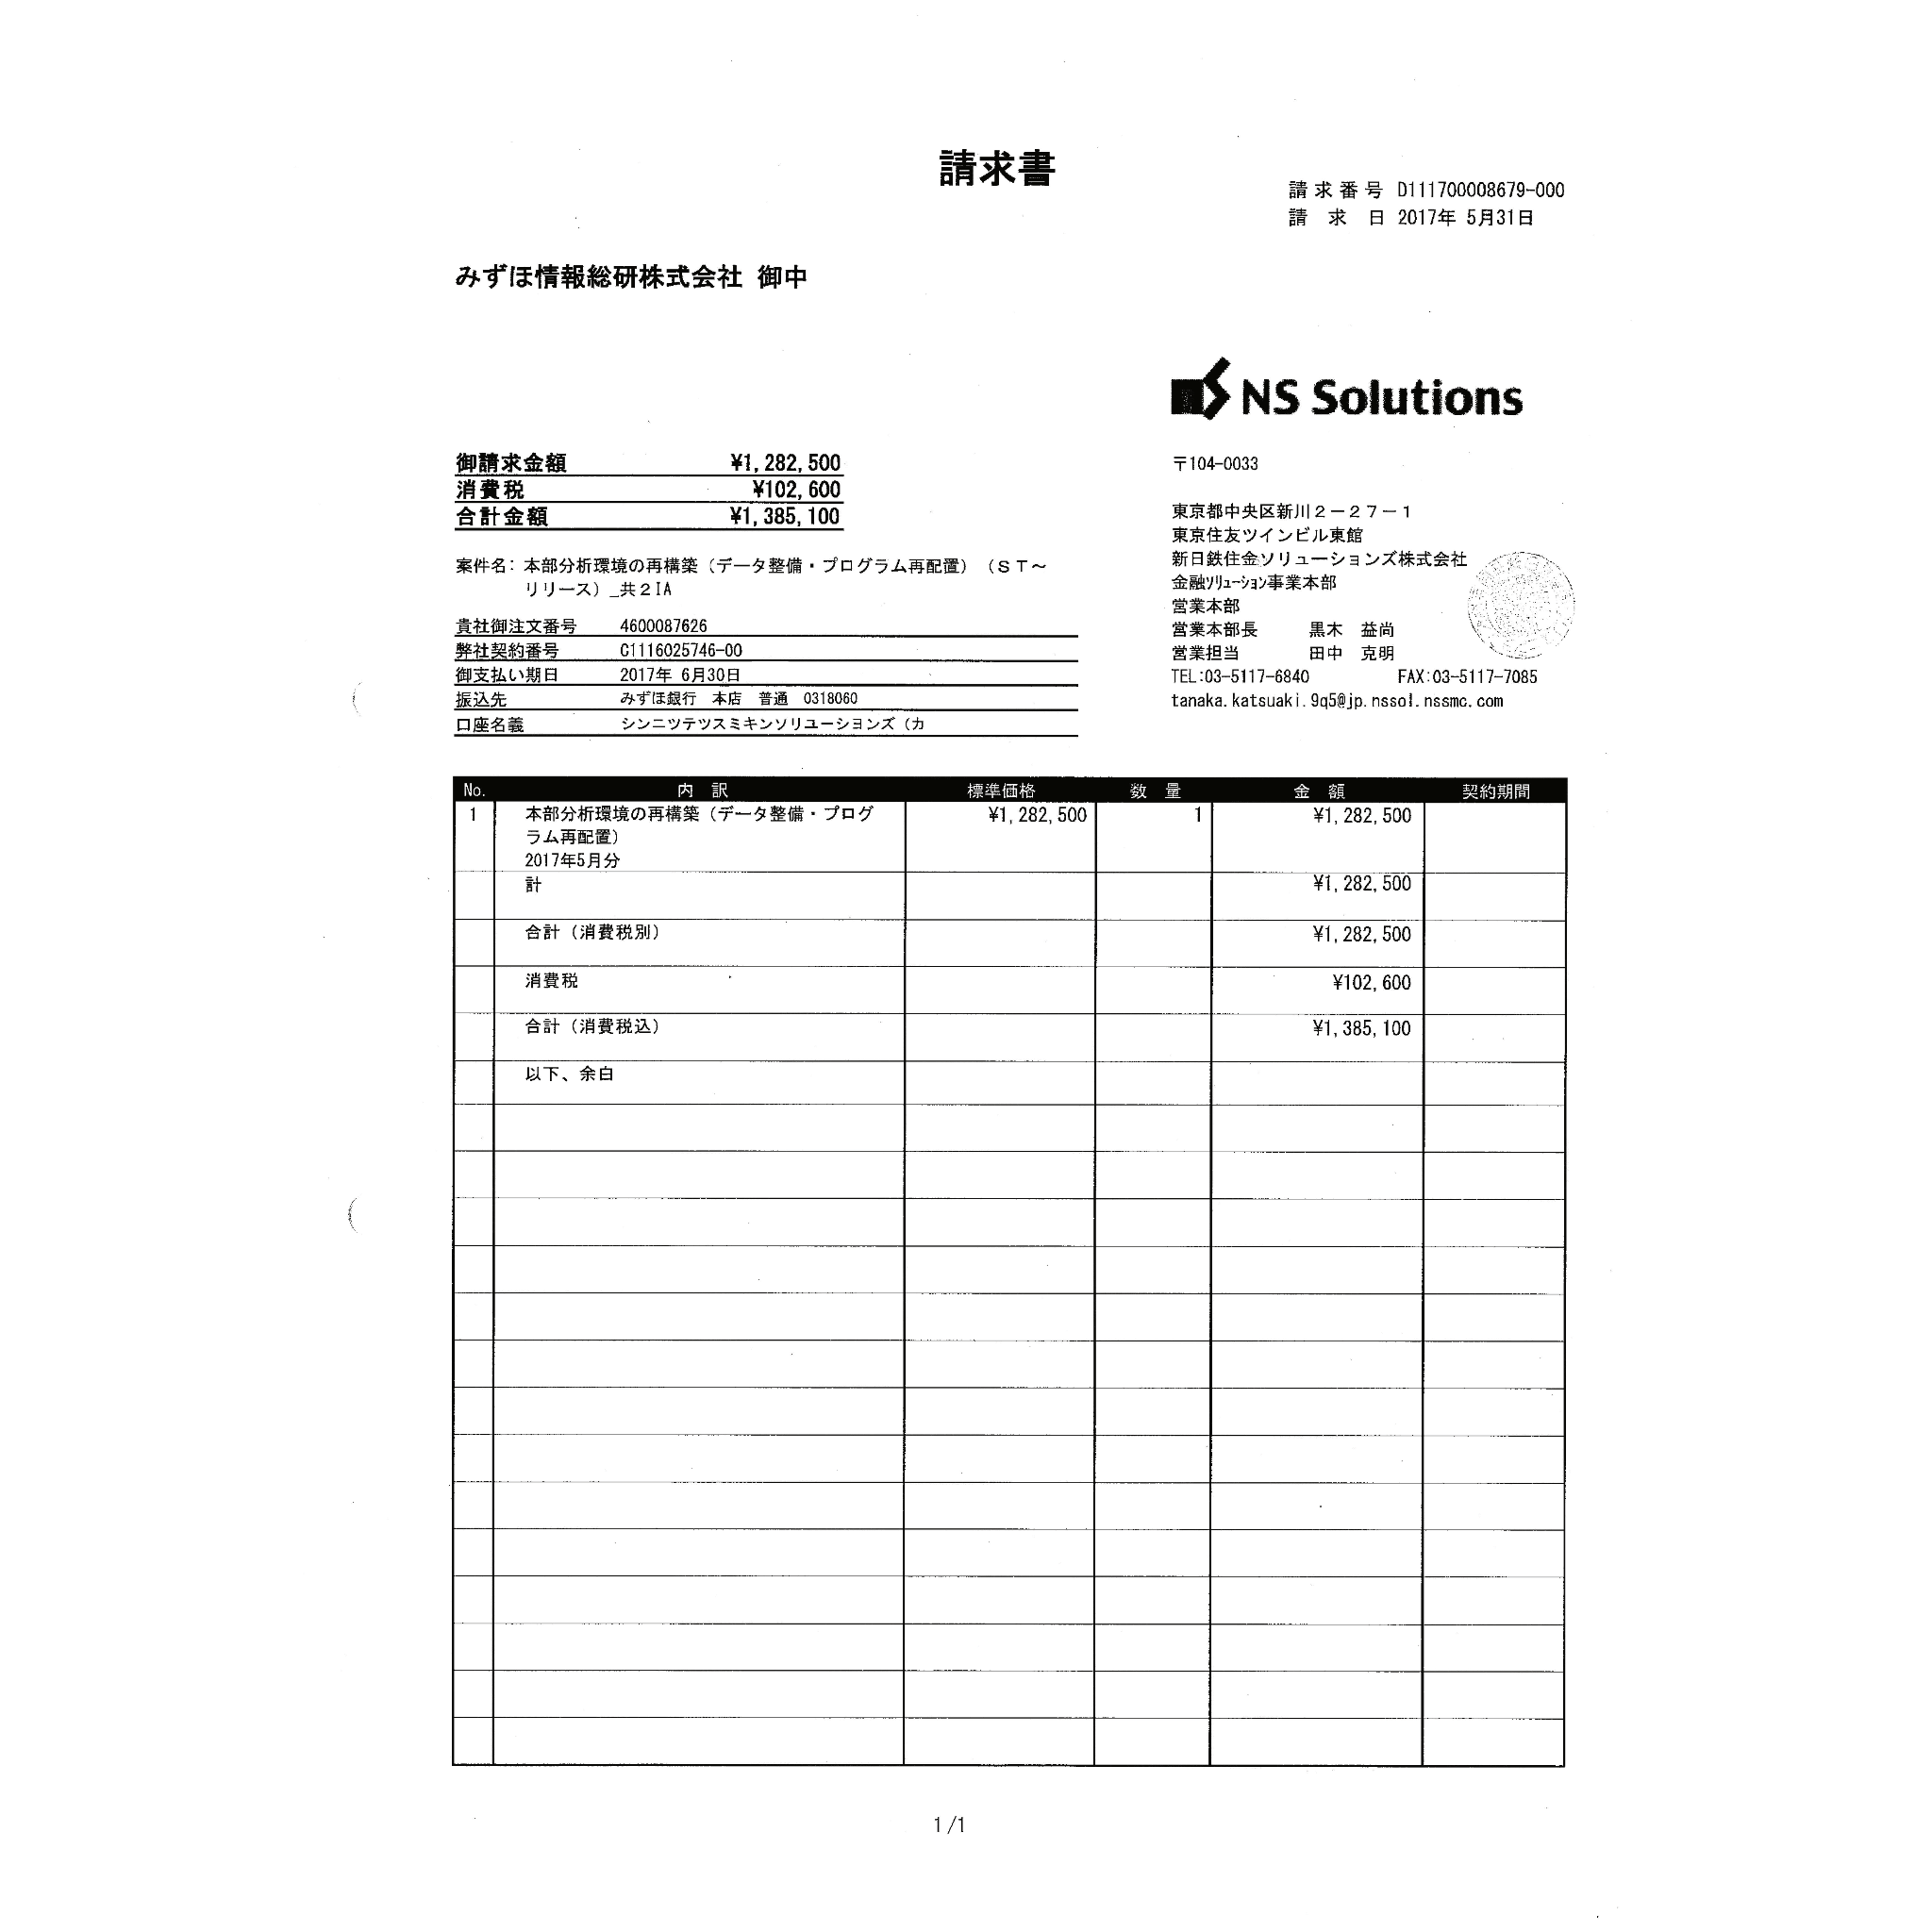 請求書
請求番号 D111700008679-000
請求日 2017年 5月31日
みずほ情報総研株式会社 御中
NS Solutions
御請求金額 ¥1,282,500
消費税 ¥102,600
合計金額 ¥1,385,100
〒104-0033
東京都中央区新川2-27-1
東京住友ツインビル東館
新日鉄住金ソリューションズ株式会社
金融ソリューション事業本部
営業本部
営業本部長 黒木 益尚
営業担当 田中 克明
TEL:03-5117-6840 FAX:03-5117-7085
tanaka.katsuaki.9q5@jp.nssol.nssmc.com
案件名: 本部分析環境の再構築(データ整備・プログラム再配置)(ST~
リリース)_共2IA
貴社御注文番号 4600087626
弊社契約番号 C1116025746-00
御支払い期日 2017年 6月30日
振込先 みずほ銀行 本店 普通 0318060
口座名義 シンニツテツスミキンソリユーシヨンズ(カ
No. 内訳 標準価格 数量 金額 契約期間
1 本部分析環境の再構築(データ整備・プログ ¥1,282,500 1 ¥1,282,500
ラム再配置)
2017年5月分
計 ¥1,282,500
合計(消費税別) ¥1,282,500
消費税 ¥102,600
合計(消費税込) ¥1,385,100
以下、余白
1/1